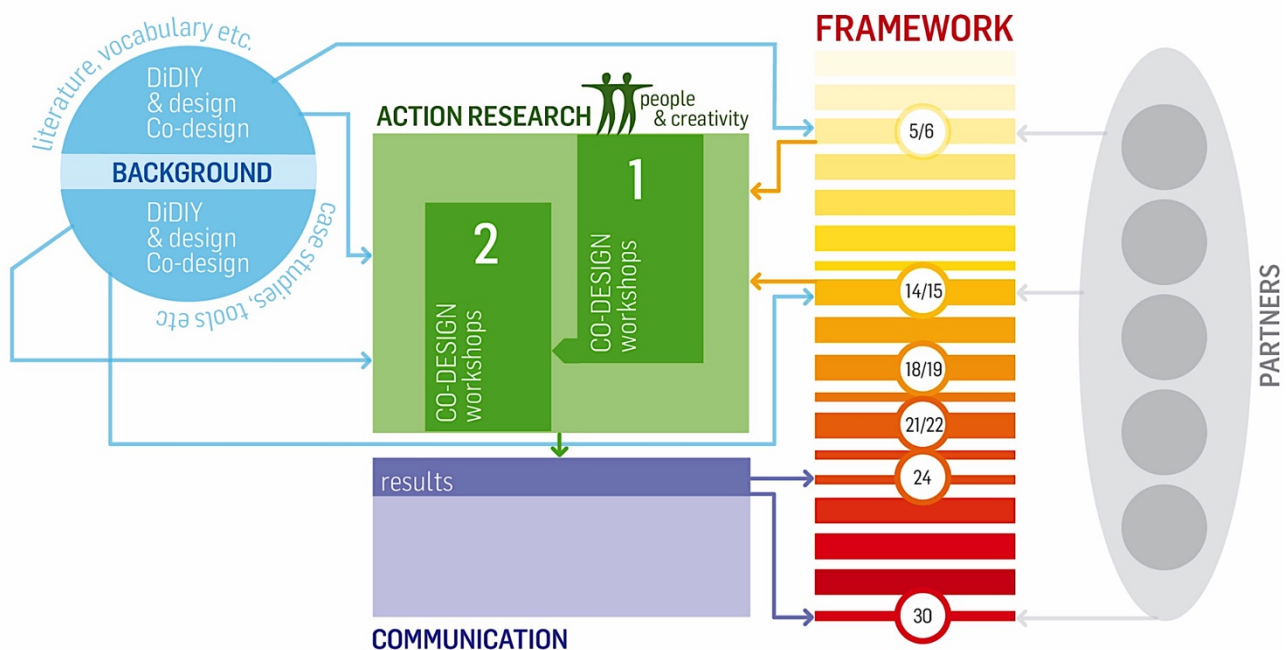 literature, vocabulary etc.
DiDIY
& design
Co-design
BACKGROUND
DiDIY
& design
Co-design
case studies, tools etc
ACTION RESEARCH
people
& creativity
1
CO-DESIGN
workshops
2
CO-DESIGN
workshops
results
COMMUNICATION
FRAMEWORK
5/6
14/15
18/19
21/22
24
30
PARTNERS